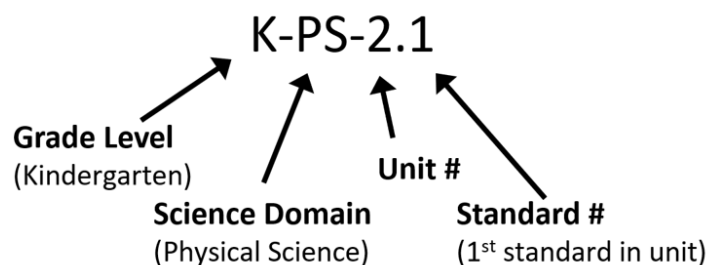 K-PS-2.1
Grade Level
(Kindergarten)
Unit #
Science Domain
(Physical Science)
Standard #
(1st standard in unit)